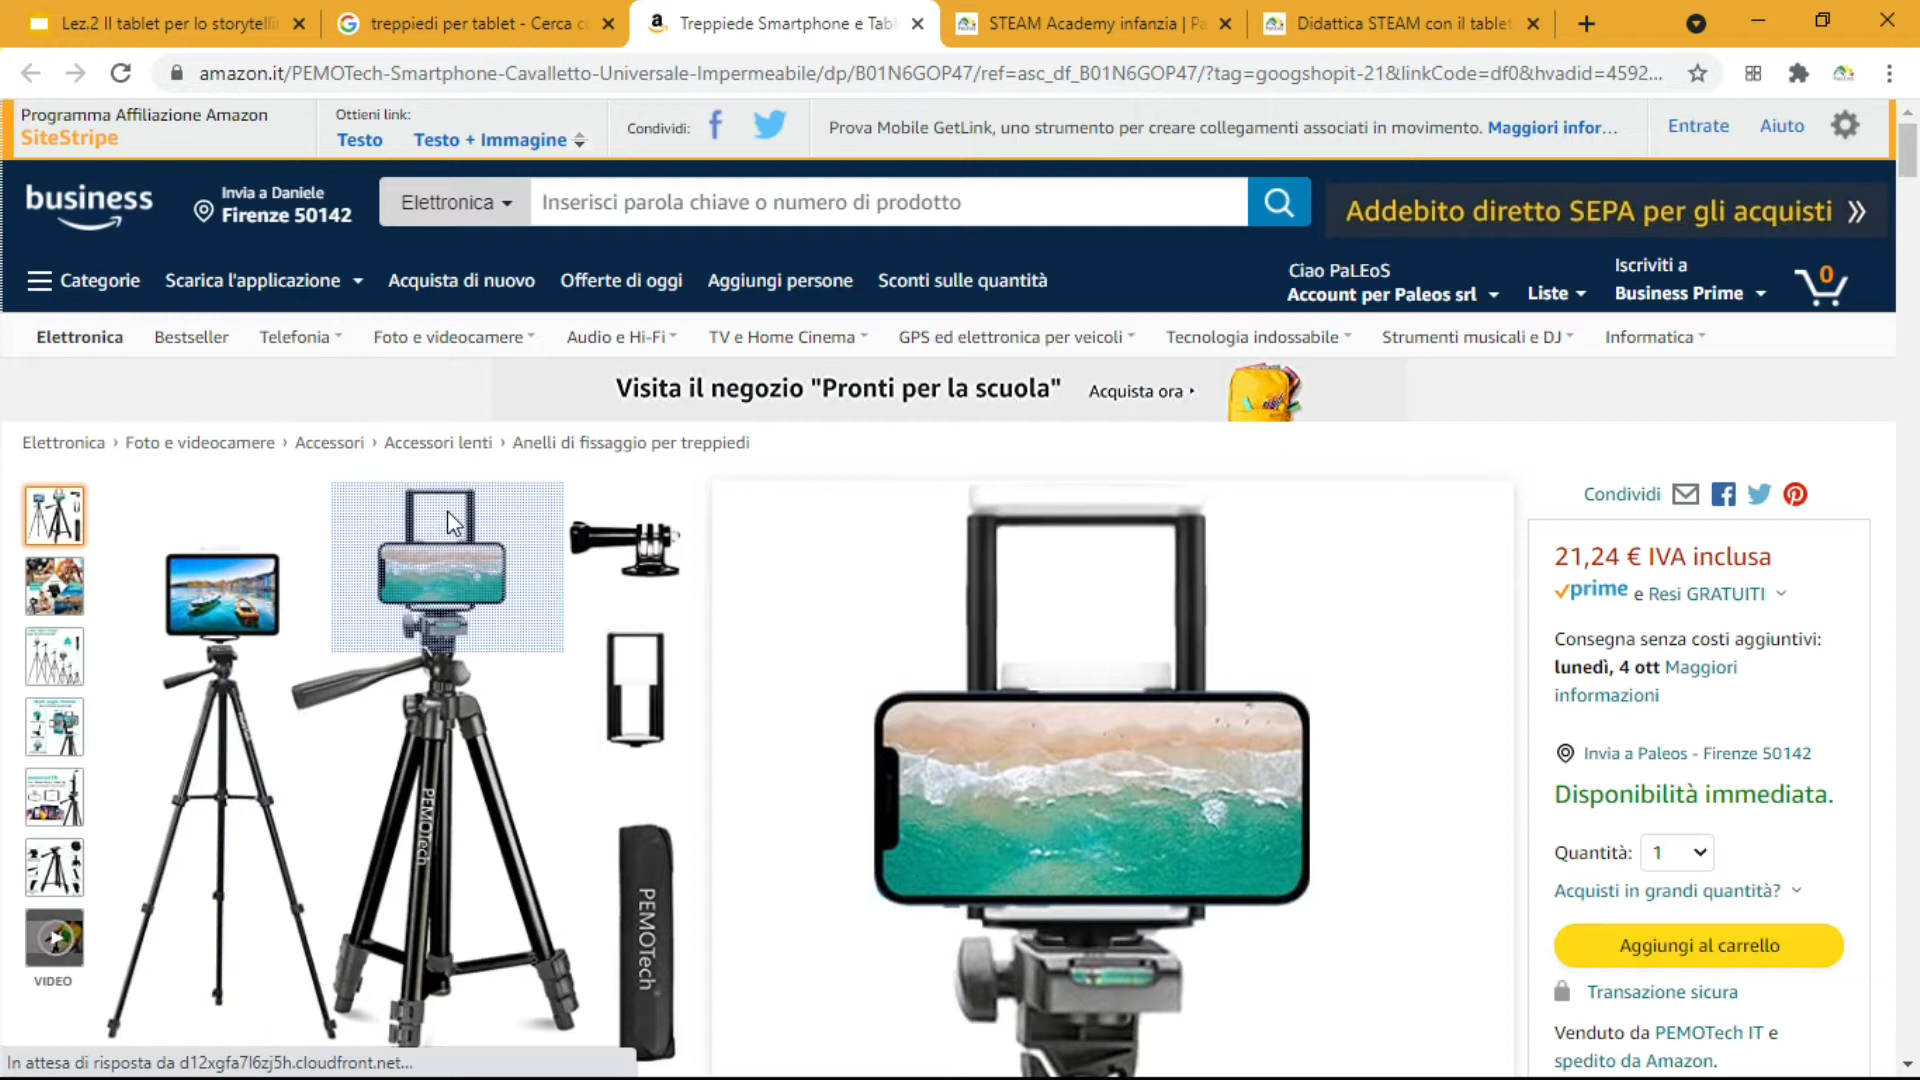 Lez.2 Il tablet per lo storytelli
treppiedi per tablet - Cerca c
Treppiede Smartphone e Tab
STEAM Academy infanzia | Pa
Didattica STEAM con il tablet
amazon.it/PEMOTech-Smartphone-Cavalletto-Universale-Impermeabile/dp/B01N6GOP47/ref=asc_df_B01N6GOP47/?tag=googshopit-21&linkCode=df0&hvadid=4592...
Programma Affiliazione Amazon
SiteStripe
Ottieni link:
Testo Testo + Immagine
Condividi:
Prova Mobile GetLink, uno strumento per creare collegamenti associati in movimento. Maggiori infor...
Entrate Aiuto
business
Invia a Daniele
Firenze 50142
Elettronica
Inserisci parola chiave o numero di prodotto
Addebito diretto SEPA per gli acquisti »
Categorie Scarica l'applicazione Acquista di nuovo Offerte di oggi Aggiungi persone Sconti sulle quantità
Ciao PaLEoS
Account per Paleos srl
Liste
Iscriviti a
Business Prime
0
Elettronica Bestseller Telefonia Foto e videocamere Audio e Hi-Fi TV e Home Cinema GPS ed elettronica per veicoli Tecnologia indossabile Strumenti musicali e DJ Informatica
Visita il negozio "Pronti per la scuola" Acquista ora
Elettronica › Foto e videocamere › Accessori › Accessori lenti › Anelli di fissaggio per treppiedi
Condividi
PEMOTech
PEMOTech
VIDEO
21,24 € IVA inclusa
prime e Resi GRATUITI
Consegna senza costi aggiuntivi:
lunedì, 4 ott Maggiori
informazioni
Invia a Paleos - Firenze 50142
Disponibilità immediata.
Quantità: 1
Acquisti in grandi quantità?
Aggiungi al carrello
Transazione sicura
Venduto da PEMOTech IT e
spedito da Amazon.
In attesa di risposta da d12xgfa7l6zj5h.cloudfront.net...